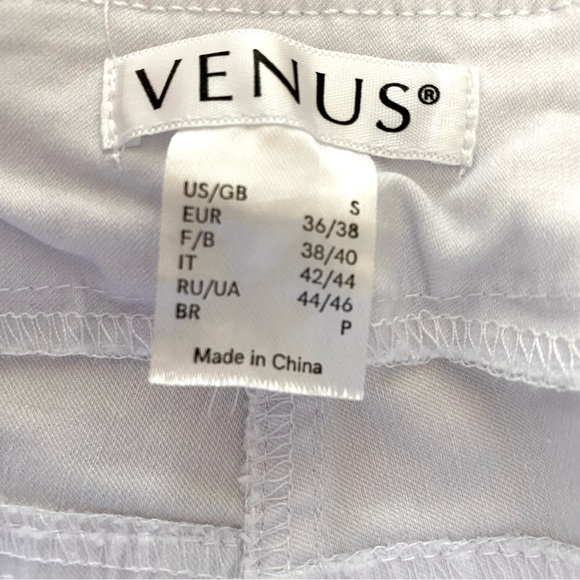 VENUS®
US/GB S
EUR 36/38
F/B 38/40
IT 42/44
RU/UA 44/46
BR P
Made in China